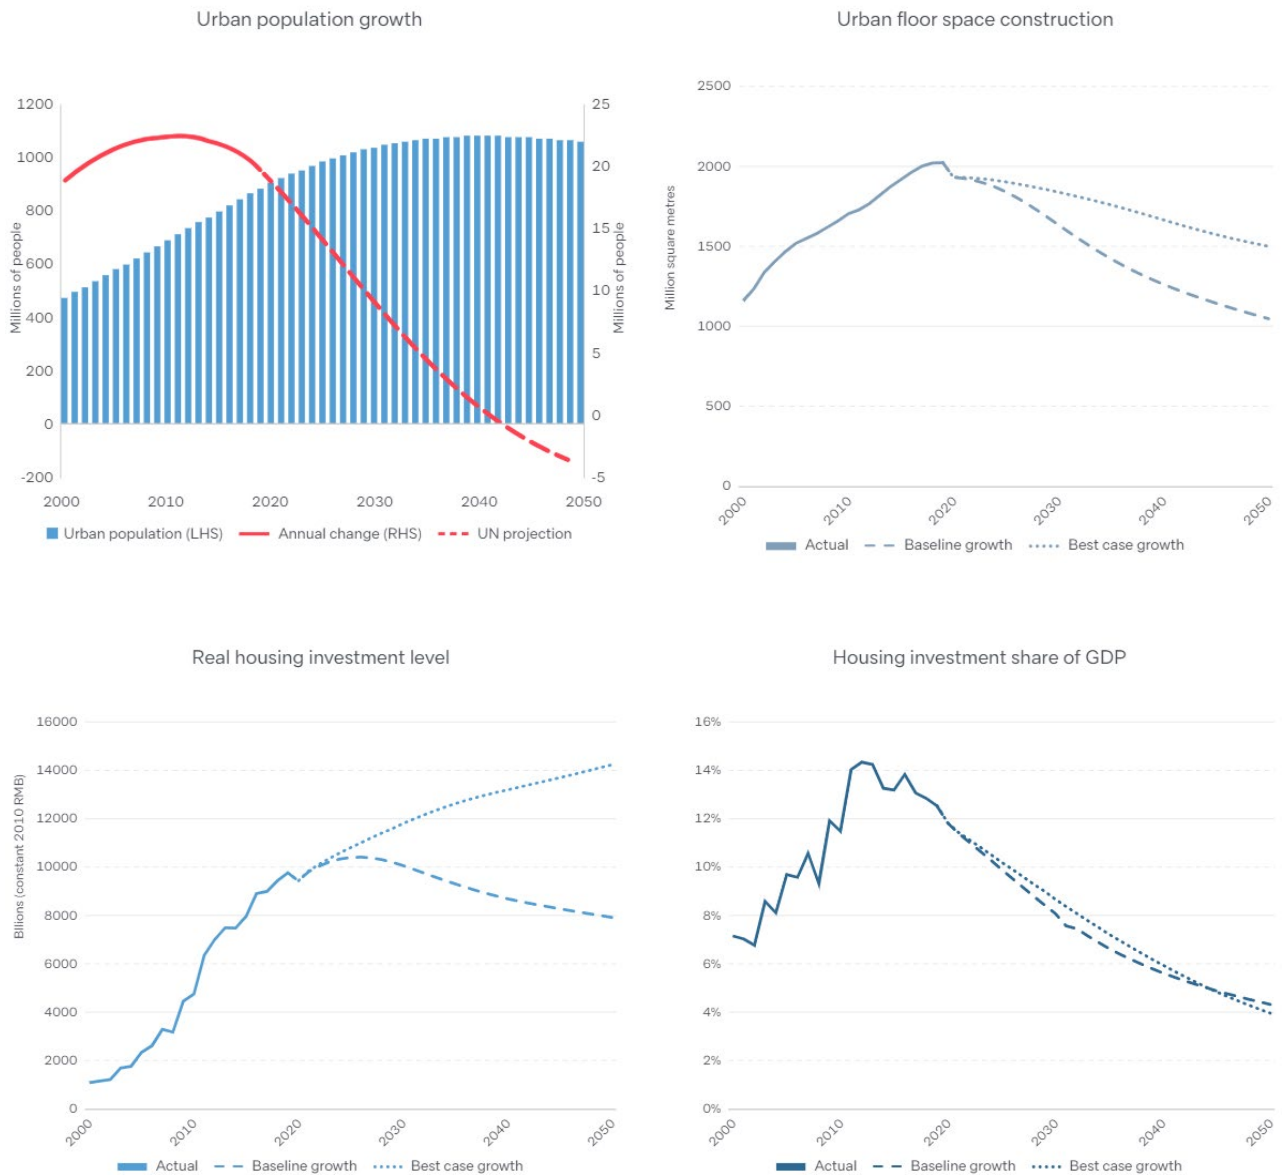 Urban population growth
Millions of people
1200
1000
800
600
400
200
0
-200
25
20
15
10
5
0
-5
Millions of people
2000 2010 2020 2030 2040 2050
Urban population (LHS) Annual change (RHS) UN projection
Urban floor space construction
Million square metres
2500
2000
1500
1000
500
0
2000 2010 2020 2030 2040 2050
Actual Baseline growth Best case growth
Real housing investment level
BIlions (constant 2010 RMB)
16000
14000
12000
10000
8000
6000
4000
2000
0
2000 2010 2020 2030 2040 2050
Actual Baseline growth Best case growth
Housing investment share of GDP
16%
14%
12%
10%
8%
6%
4%
2%
0%
2000 2010 2020 2030 2040 2050
Actual Baseline growth Best case growth